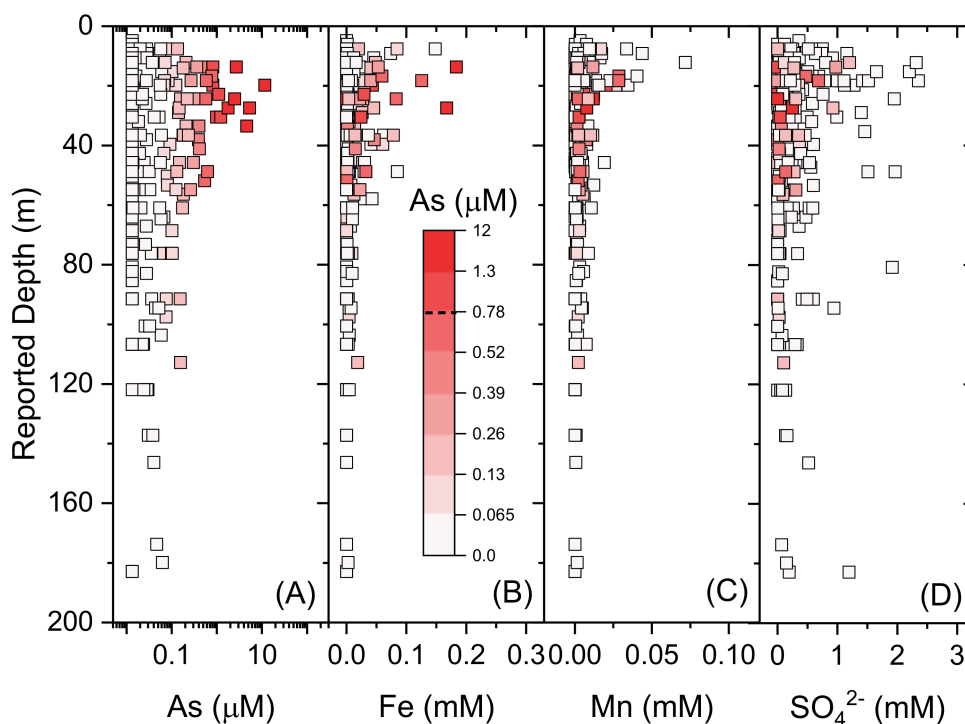 0
40
80
120
160
200
Reported Depth (m)
As (μM)
12
1.3
0.78
0.52
0.39
0.26
0.13
0.065
0.0
(A)
(B)
(C)
(D)
0.1 10
0.0 0.1 0.2 0.3
0.00 0.05 0.10
0 1 2 3
As (μM)
Fe (mM)
Mn (mM)
SO₄²⁻ (mM)